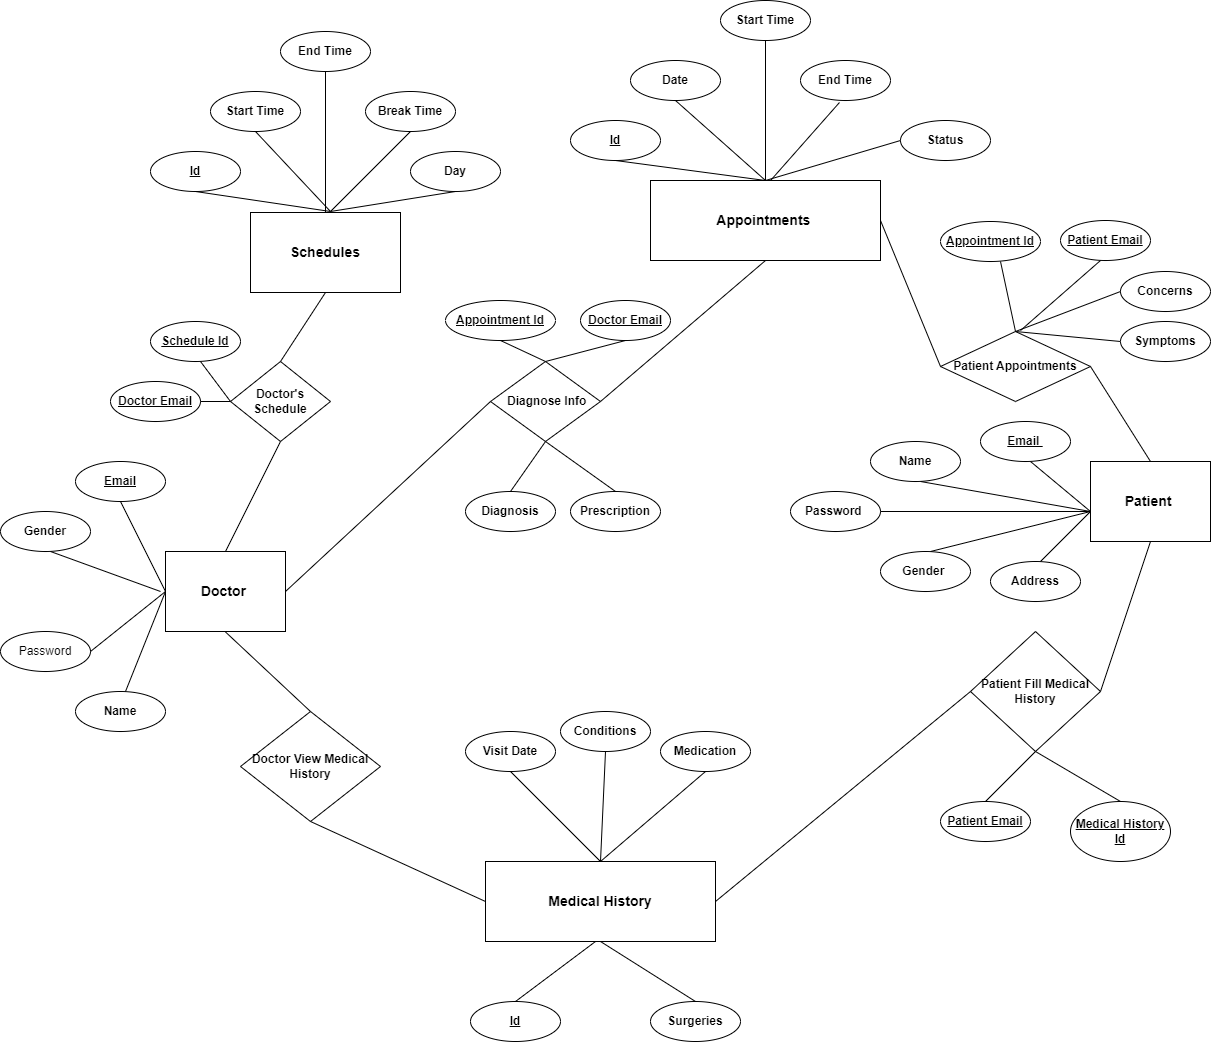 Start Time
End Time
Date
End Time
Start Time
Break Time
Id
Status
Id
Day
Appointments
Schedules
Appointment Id
Patient Email
Concerns
Symptoms
Appointment Id
Doctor Email
Schedule Id
Patient Appointments
Doctor's
Schedule
Doctor Email
Diagnose Info
Email
Name
Email
Patient
Gender
Diagnosis
Prescription
Password
Gender
Address
Doctor
Password
Patient Fill Medical
History
Name
Conditions
Visit Date
Medication
Doctor View Medical
History
Patient Email
Medical History
Id
Medical History
Id
Surgeries